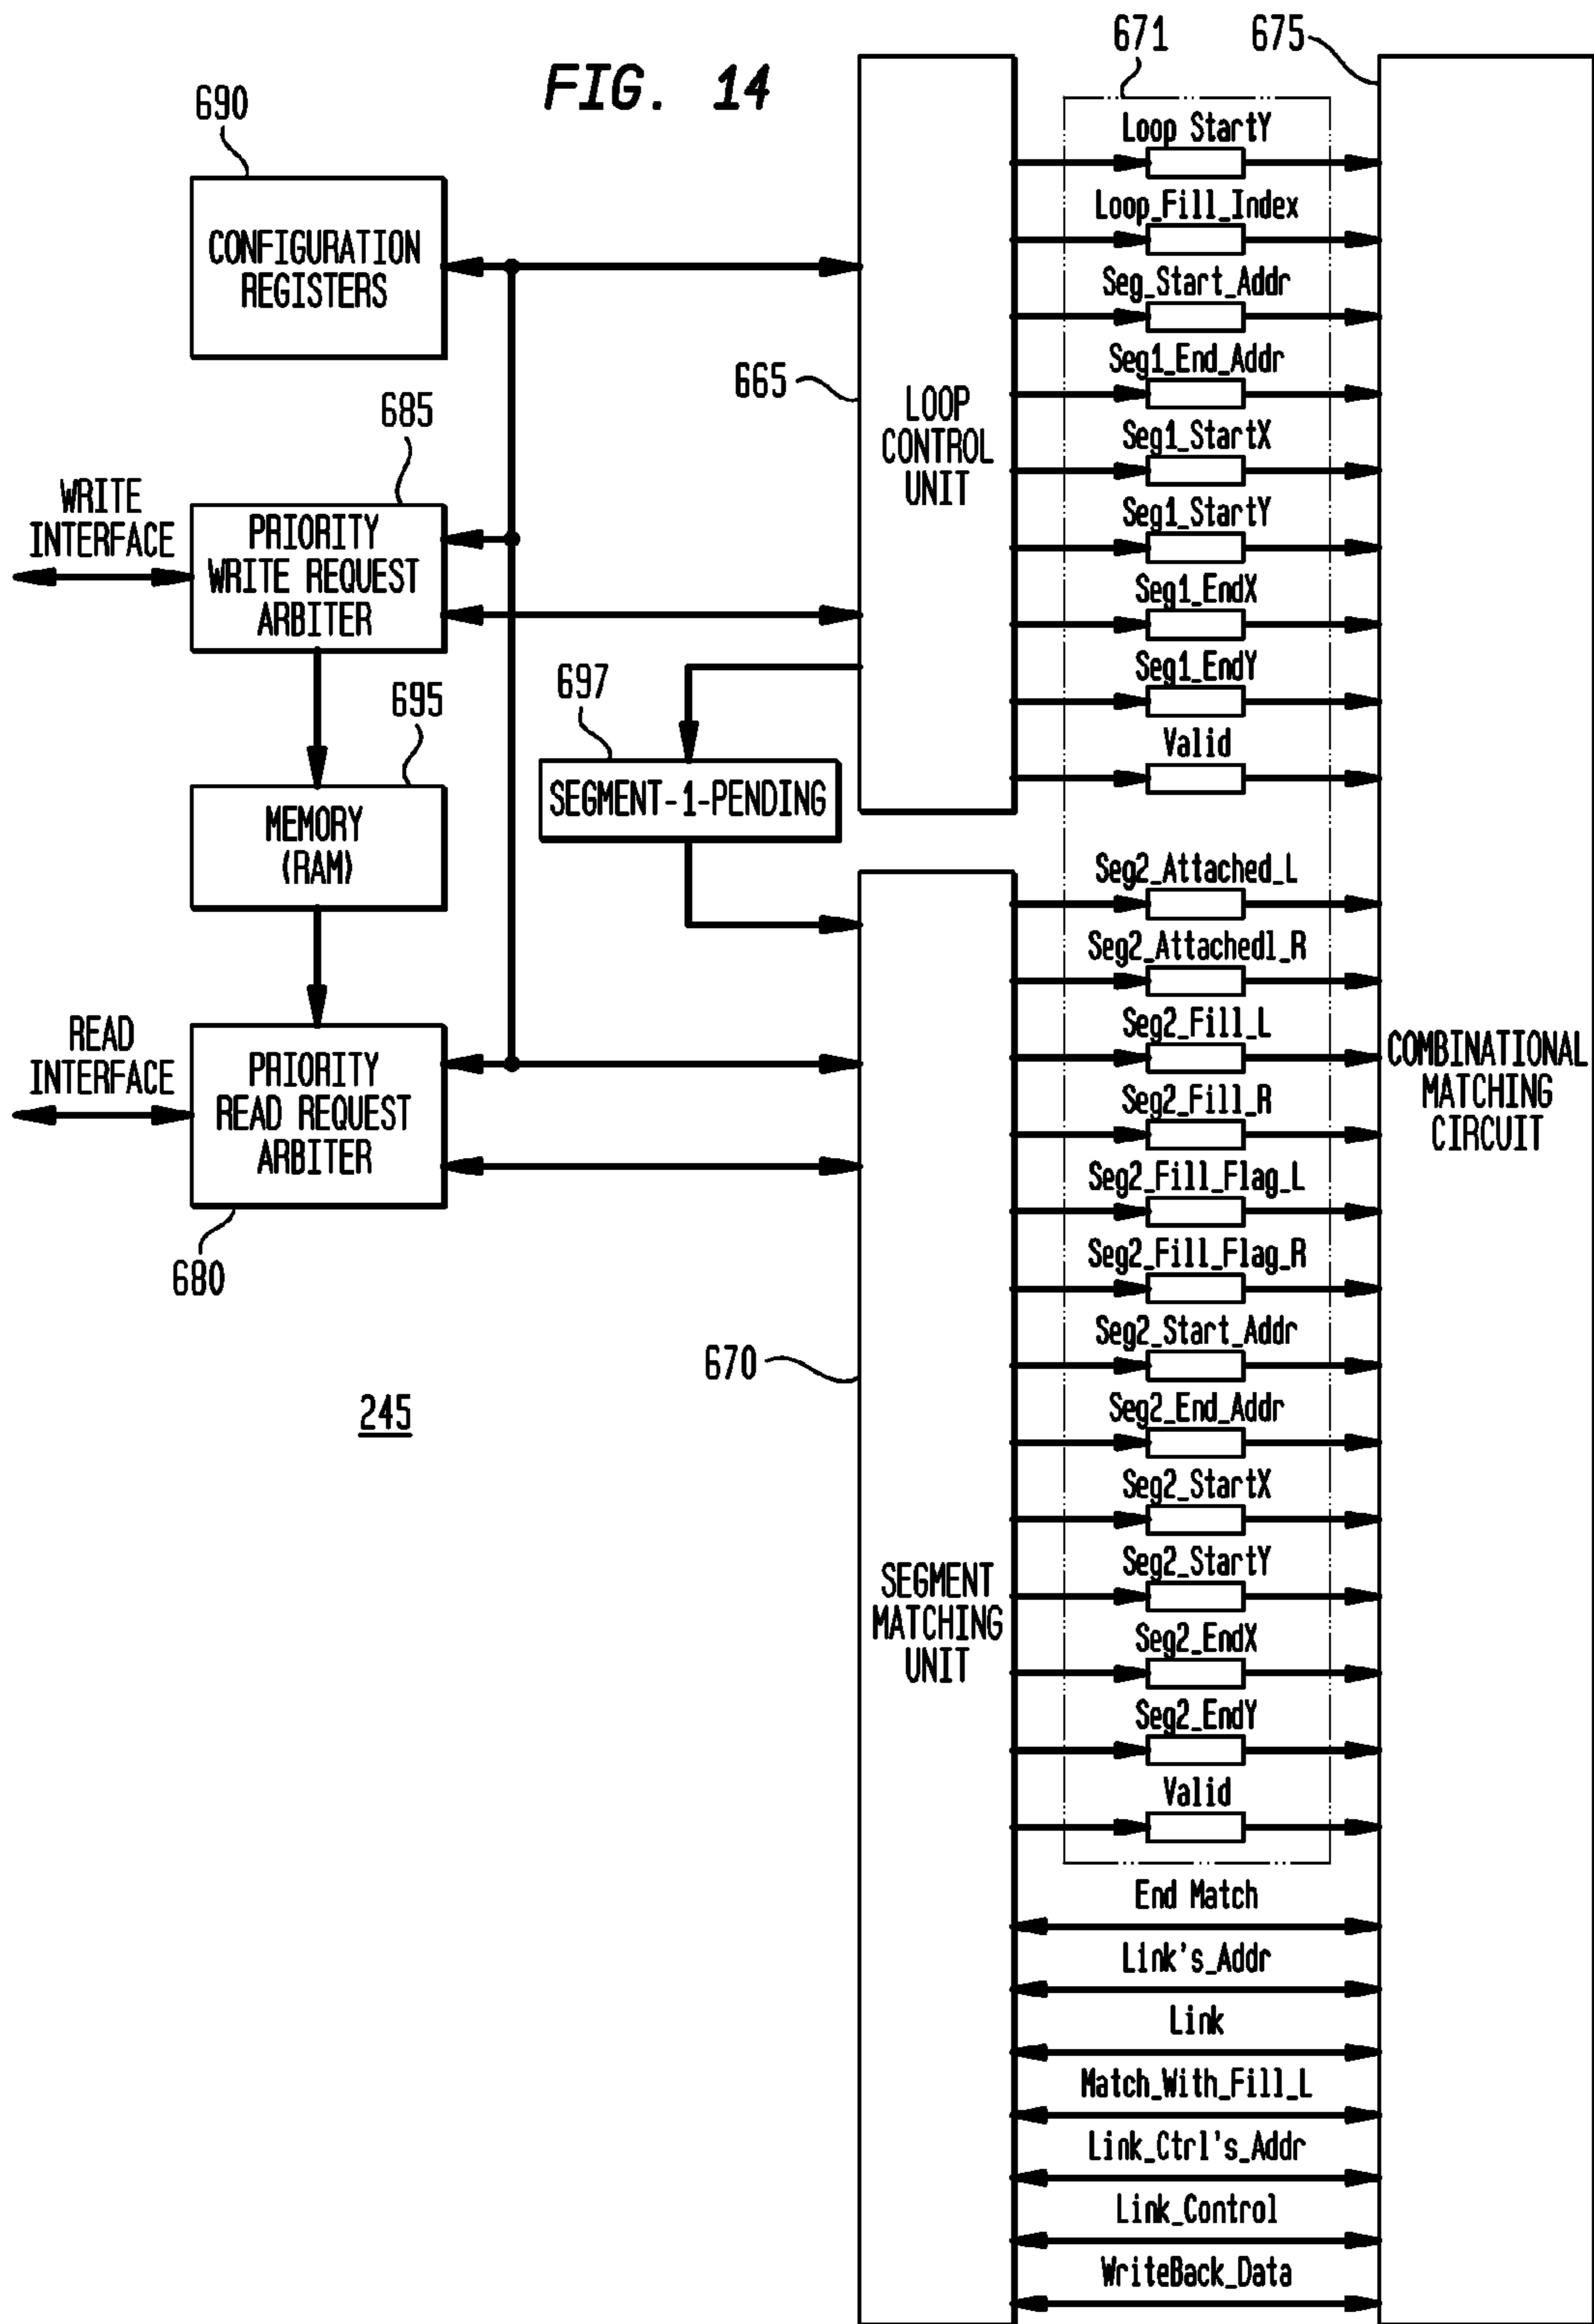 FIG. 14
690
CONFIGURATION
REGISTERS
685
WRITE
INTERFACE
PRIORITY
WRITE REQUEST
ARBITER
695
MEMORY
(RAM)
READ
INTERFACE
PRIORITY
READ REQUEST
ARBITER
680
245
697
SEGMENT-1-PENDING
665
LOOP
CONTROL
UNIT
670
SEGMENT
MATCHING
UNIT
671
Loop StartY
Loop_Fill_Index
Seg_Start_Addr
Seg1_End_Addr
Seg1_StartX
Seg1_StartY
Seg1_EndX
Seg1_EndY
Valid
Seg2_Attached_L
Seg2_Attachedl_R
Seg2_Fill_L
Seg2_Fill_R
Seg2_Fill_Flag_L
Seg2_Fill_Flag_R
Seg2_Start_Addr
Seg2_End_Addr
Seg2_StartX
Seg2_StartY
Seg2_EndX
Seg2_EndY
Valid
End Match
Link's_Addr
Link
Match_With_Fill_L
Link_Ctrl's_Addr
Link_Control
WriteBack_Data
675
COMBINATIONAL
MATCHING
CIRCUIT